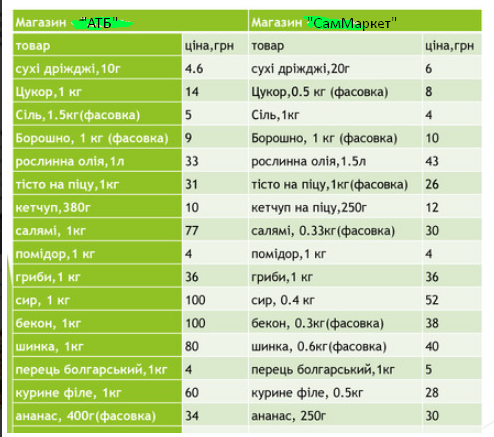 Магазин "АТБ" Магазин "СамМаркет"
товар ціна,грн товар ціна,грн
сухі дріжджі,10г 4.6 сухі дріжджі,20г 6
Цукор,1 кг 14 Цукор,0.5 кг (фасовка) 8
Сіль,1.5кг(фасовка) 5 Сіль,1кг 4
Борошно, 1 кг (фасовка) 9 Борошно, 1 кг (фасовка) 10
рослинна олія,1л 33 рослинна олія,1.5л 43
тісто на піцу,1кг 31 тісто на піцу,1кг(фасовка) 26
кетчуп,380г 10 кетчуп на піцу,250г 12
салямі, 1кг 77 салямі, 0.33кг(фасовка) 30
помідор,1 кг 4 помідор,1 кг 4
гриби,1 кг 36 гриби,1 кг 36
сир, 1 кг 100 сир, 0.4 кг 52
бекон, 1кг 100 бекон, 0.3кг(фасовка) 38
шинка, 1кг 80 шинка, 0.6кг(фасовка) 40
перець болгарський,1кг 4 перець болгарський,1кг 5
курине філе, 1кг 60 курине філе, 0.5кг 28
ананас, 400г(фасовка) 34 ананас, 250г 30